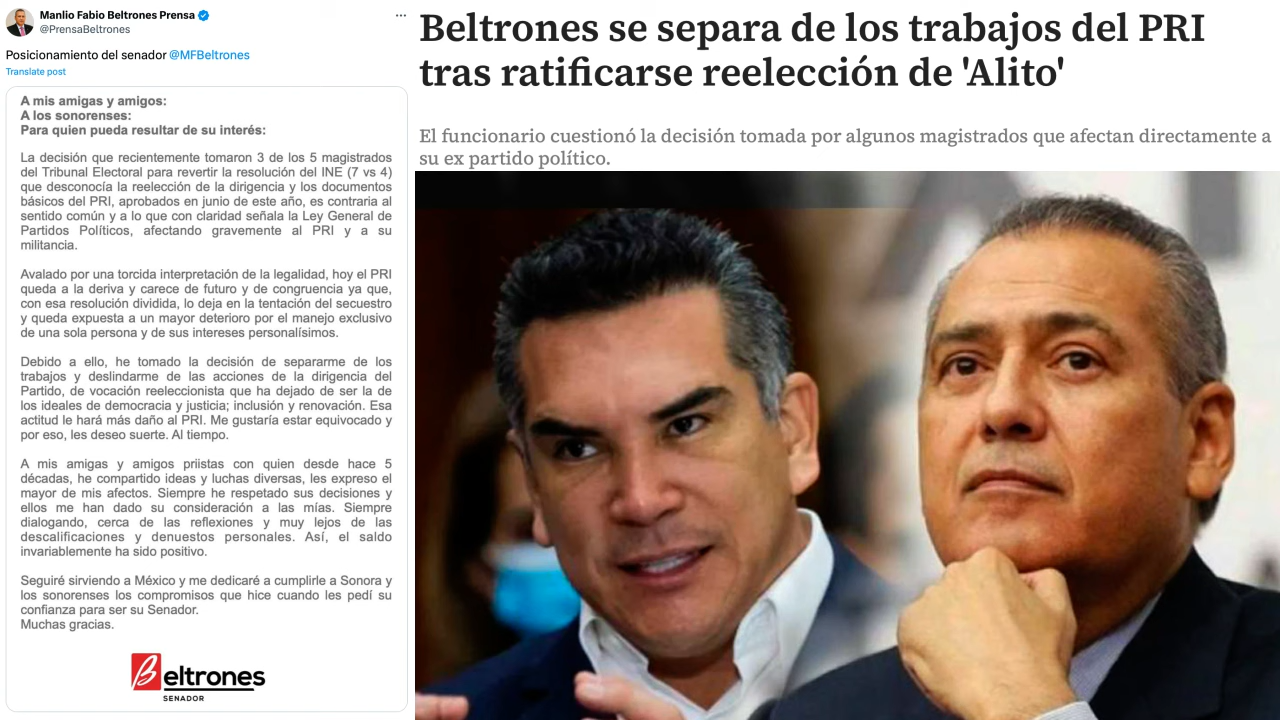 Manlio Fabio Beltrones Prensa
@PrensaBeltrones
Posicionamiento del senador @MFBeltrones
Translate post
A mis amigas y amigos:
A los sonorenses:
Para quien pueda resultar de su interés:
La decisión que recientemente tomaron 3 de los 5 magistrados
del Tribunal Electoral para revertir la resolución del INE (7 vs 4)
que desconocía la reelección de la dirigencia y los documentos
básicos del PRI, aprobados en junio de este año, es contraria al
sentido común y a lo que con claridad señala la Ley General de
Partidos Políticos, afectando gravemente al PRI y a su
militancia.
Avalado por una torcida interpretación de la legalidad, hoy el PRI
queda a la deriva y carece de futuro y de congruencia ya que,
con esa resolución dividida, lo deja en la tentación del secuestro
y queda expuesta a un mayor deterioro por el manejo exclusivo
de una sola persona y de sus intereses personalísimos.
Debido a ello, he tomado la decisión de separarme de los
trabajos y deslindarme de las acciones de la dirigencia del
Partido, de vocación reeleccionista que ha dejado de ser la de
los ideales de democracia y justicia; inclusión y renovación. Esa
actitud le hará más daño al PRI. Me gustaría estar equivocado y
por eso, les deseo suerte. Al tiempo.
A mis amigas y amigos priistas con quien desde hace 5
décadas, he compartido ideas y luchas diversas, les expreso el
mayor de mis afectos. Siempre he respetado sus decisiones y
ellos me han dado su consideración a las mías. Siempre
dialogando, cerca de las reflexiones y muy lejos de las
descalificaciones y denuestos personales. Así, el saldo
invariablemente ha sido positivo.
Seguiré sirviendo a México y me dedicaré a cumplirle a Sonora y
los sonorenses los compromisos que hice cuando les pedí su
confianza para ser su Senador.
Muchas gracias.
Beltrones
SENADOR
Beltrones se separa de los trabajos del PRI
tras ratificarse reelección de 'Alito'
El funcionario cuestionó la decisión tomada por algunos magistrados que afectan directamente a
su ex partido político.